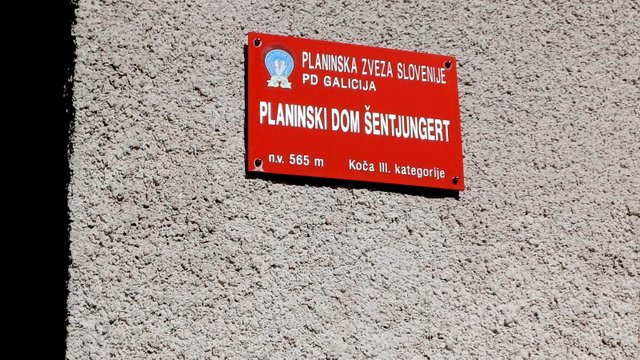 PLANINSKA ZVEZA SLOVENIJE
PD GALICIJA
PLANINSKI DOM ŠENTJUNGERT
n.v. 565 m Koča III. kategorije